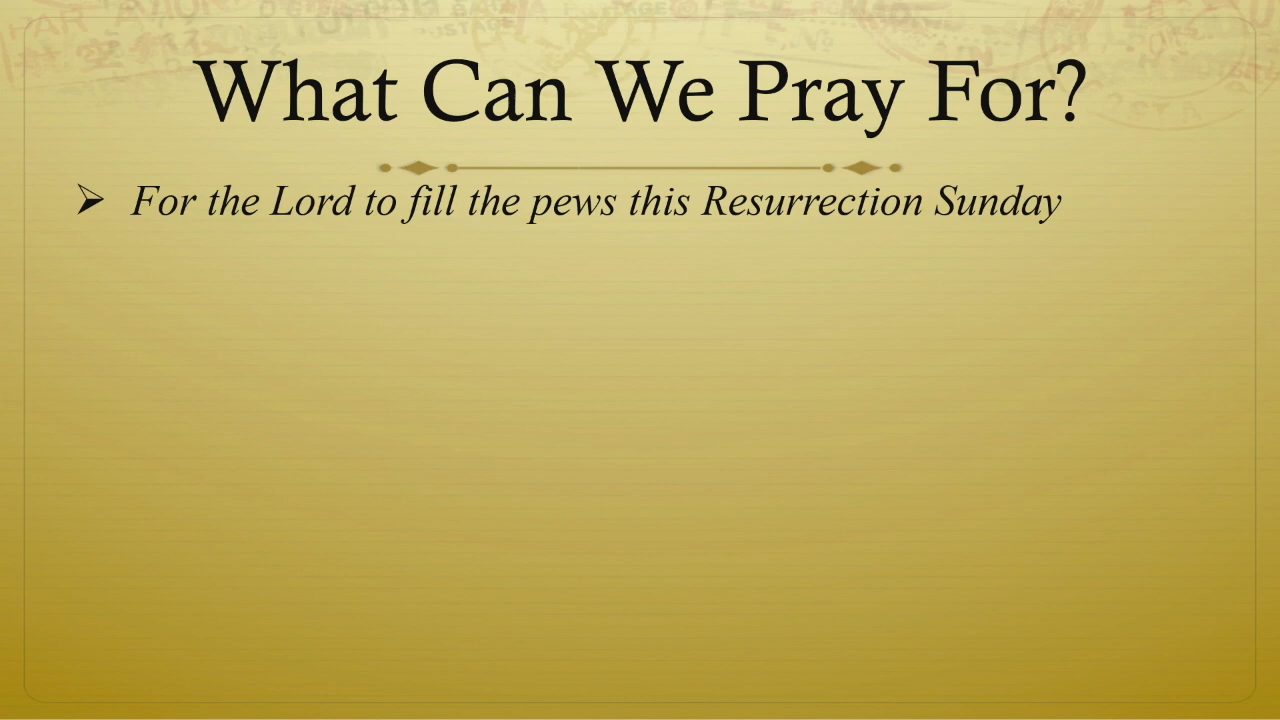 What Can We Pray For?
➢ For the Lord to fill the pews this Resurrection Sunday